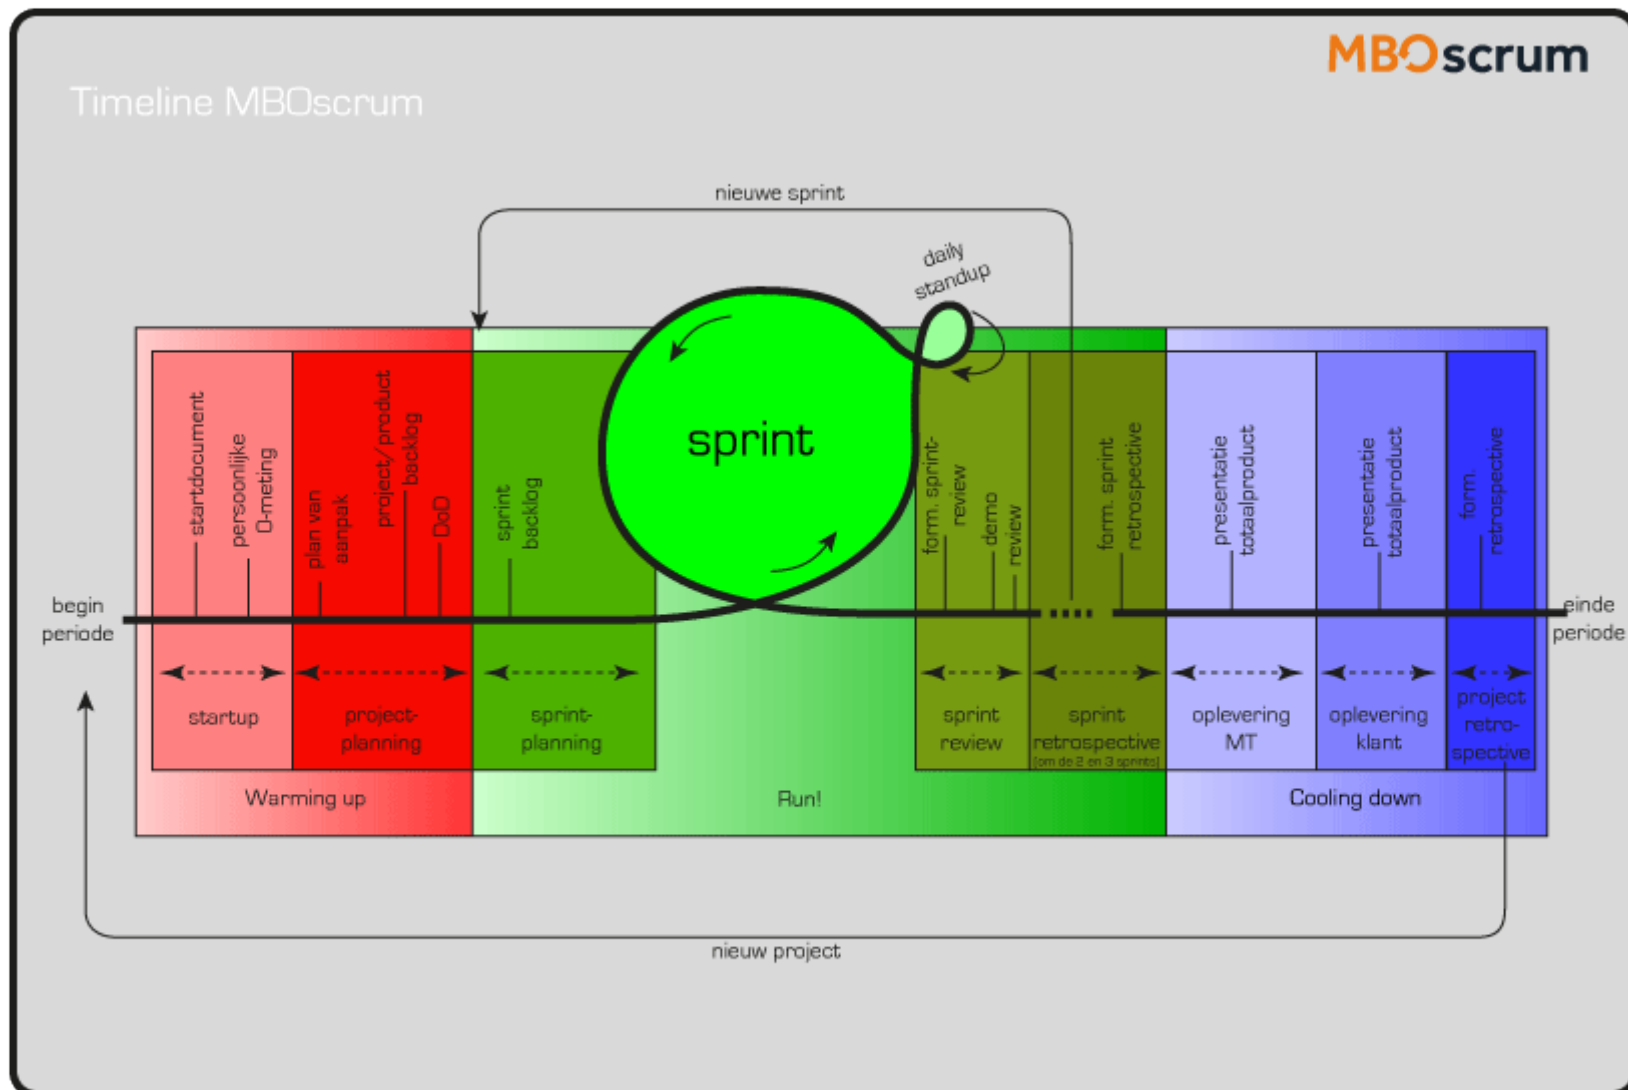 MBOscrum
Timeline MBOscrum
nieuwe sprint
daily
standup
sprint
startdocument
persoonlijke
0-meting
plan van
aanpak
project/product
backlog
DoD
sprint
backlog
form. sprint-
review
demo
review
form. sprint
retrospective
presentatie
totaalproduct
presentatie
totaalproduct
form.
retrospective
begin
periode
einde
periode
startup
project-
planning
sprint-
planning
sprint
review
sprint
retrospective
(om de 2 en 3 sprints)
oplevering
MT
oplevering
klant
project
retro-
spective
Warming up
Run!
Cooling down
nieuw project